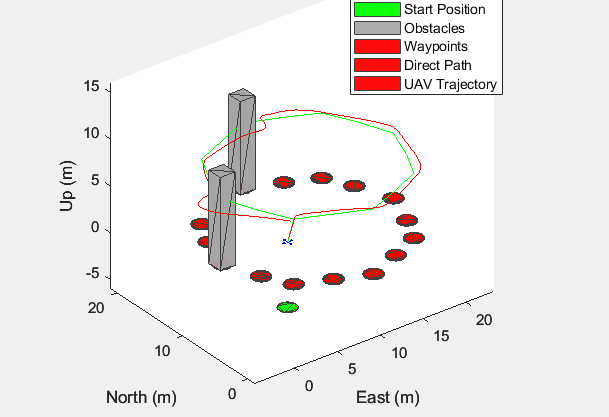 Start Position
Obstacles
Waypoints
Direct Path
UAV Trajectory
15
10
5
0
-5
Up (m)
20
10
0
North (m)
0
5
10
15
20
East (m)